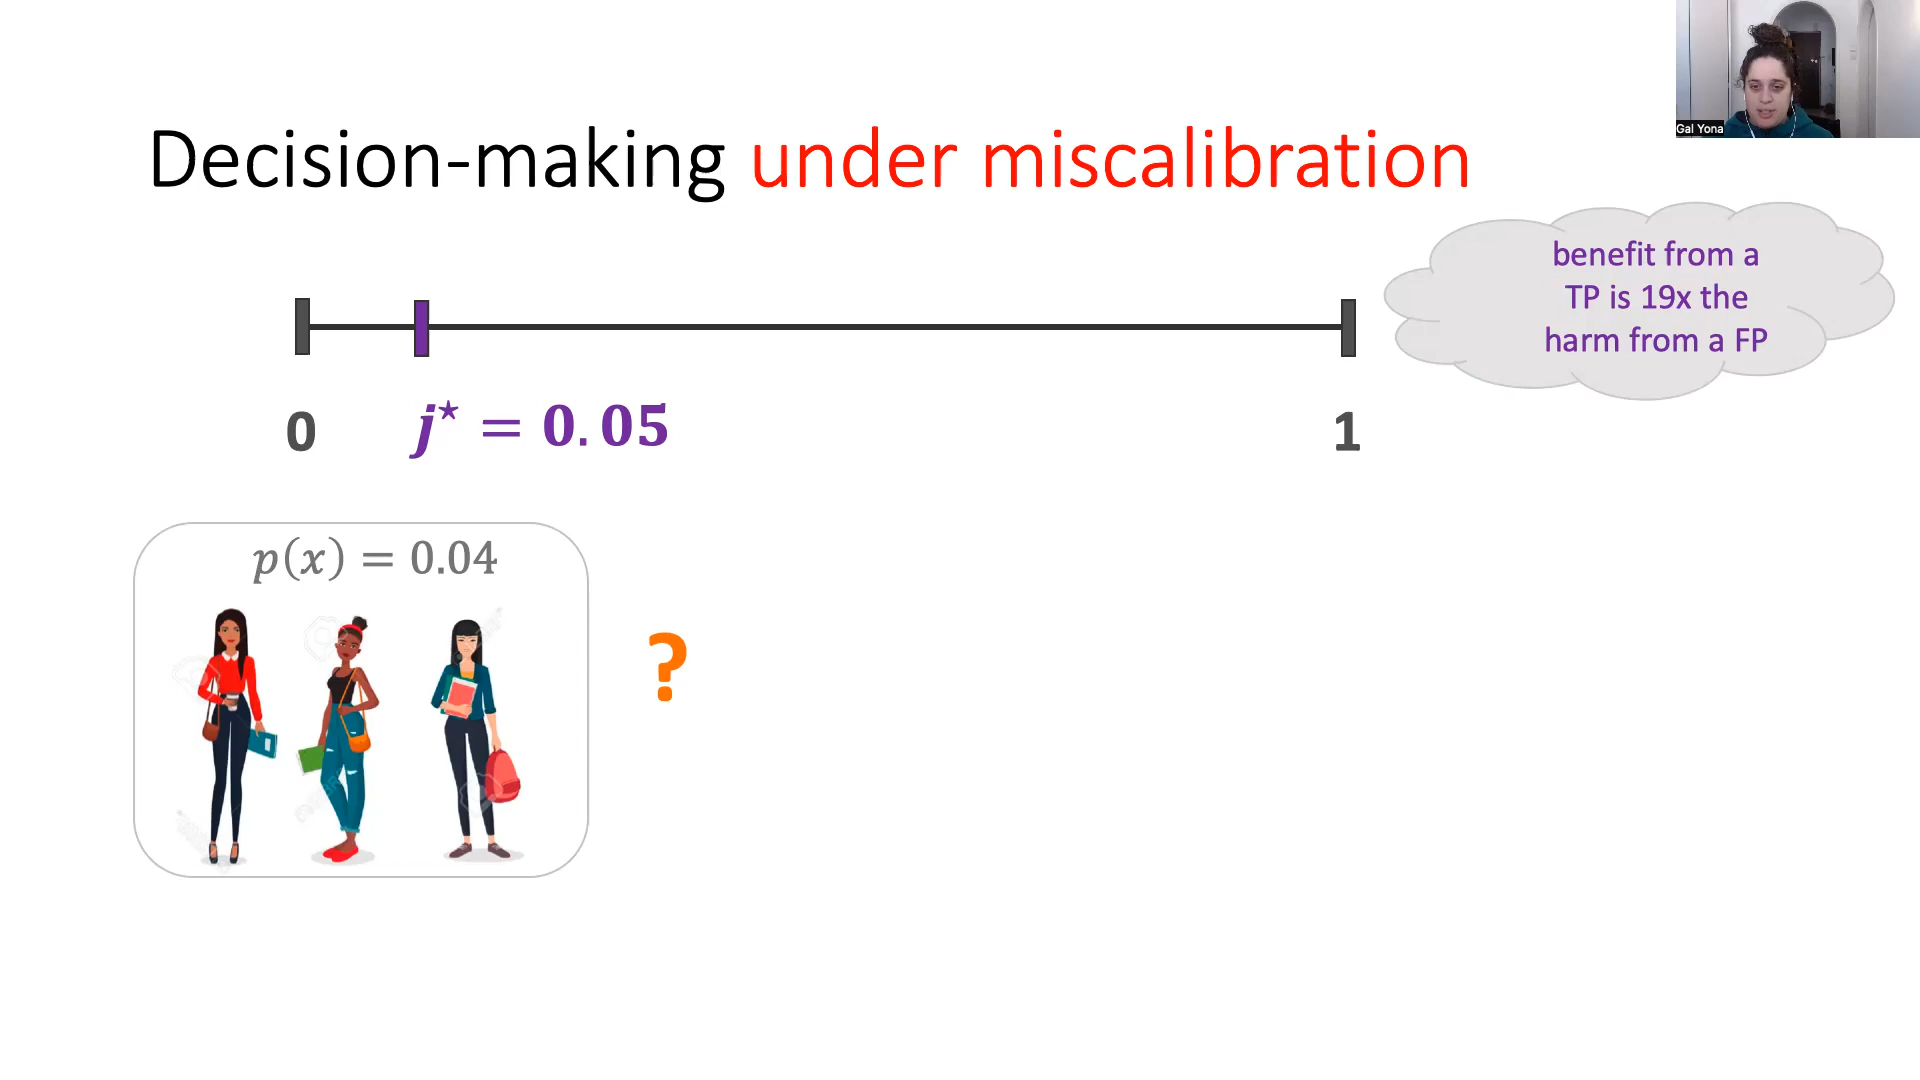 Gal Yona
Decision-making under miscalibration
benefit from a
TP is 19x the
harm from a FP
0
j* = 0.05
1
p(x) = 0.04
?